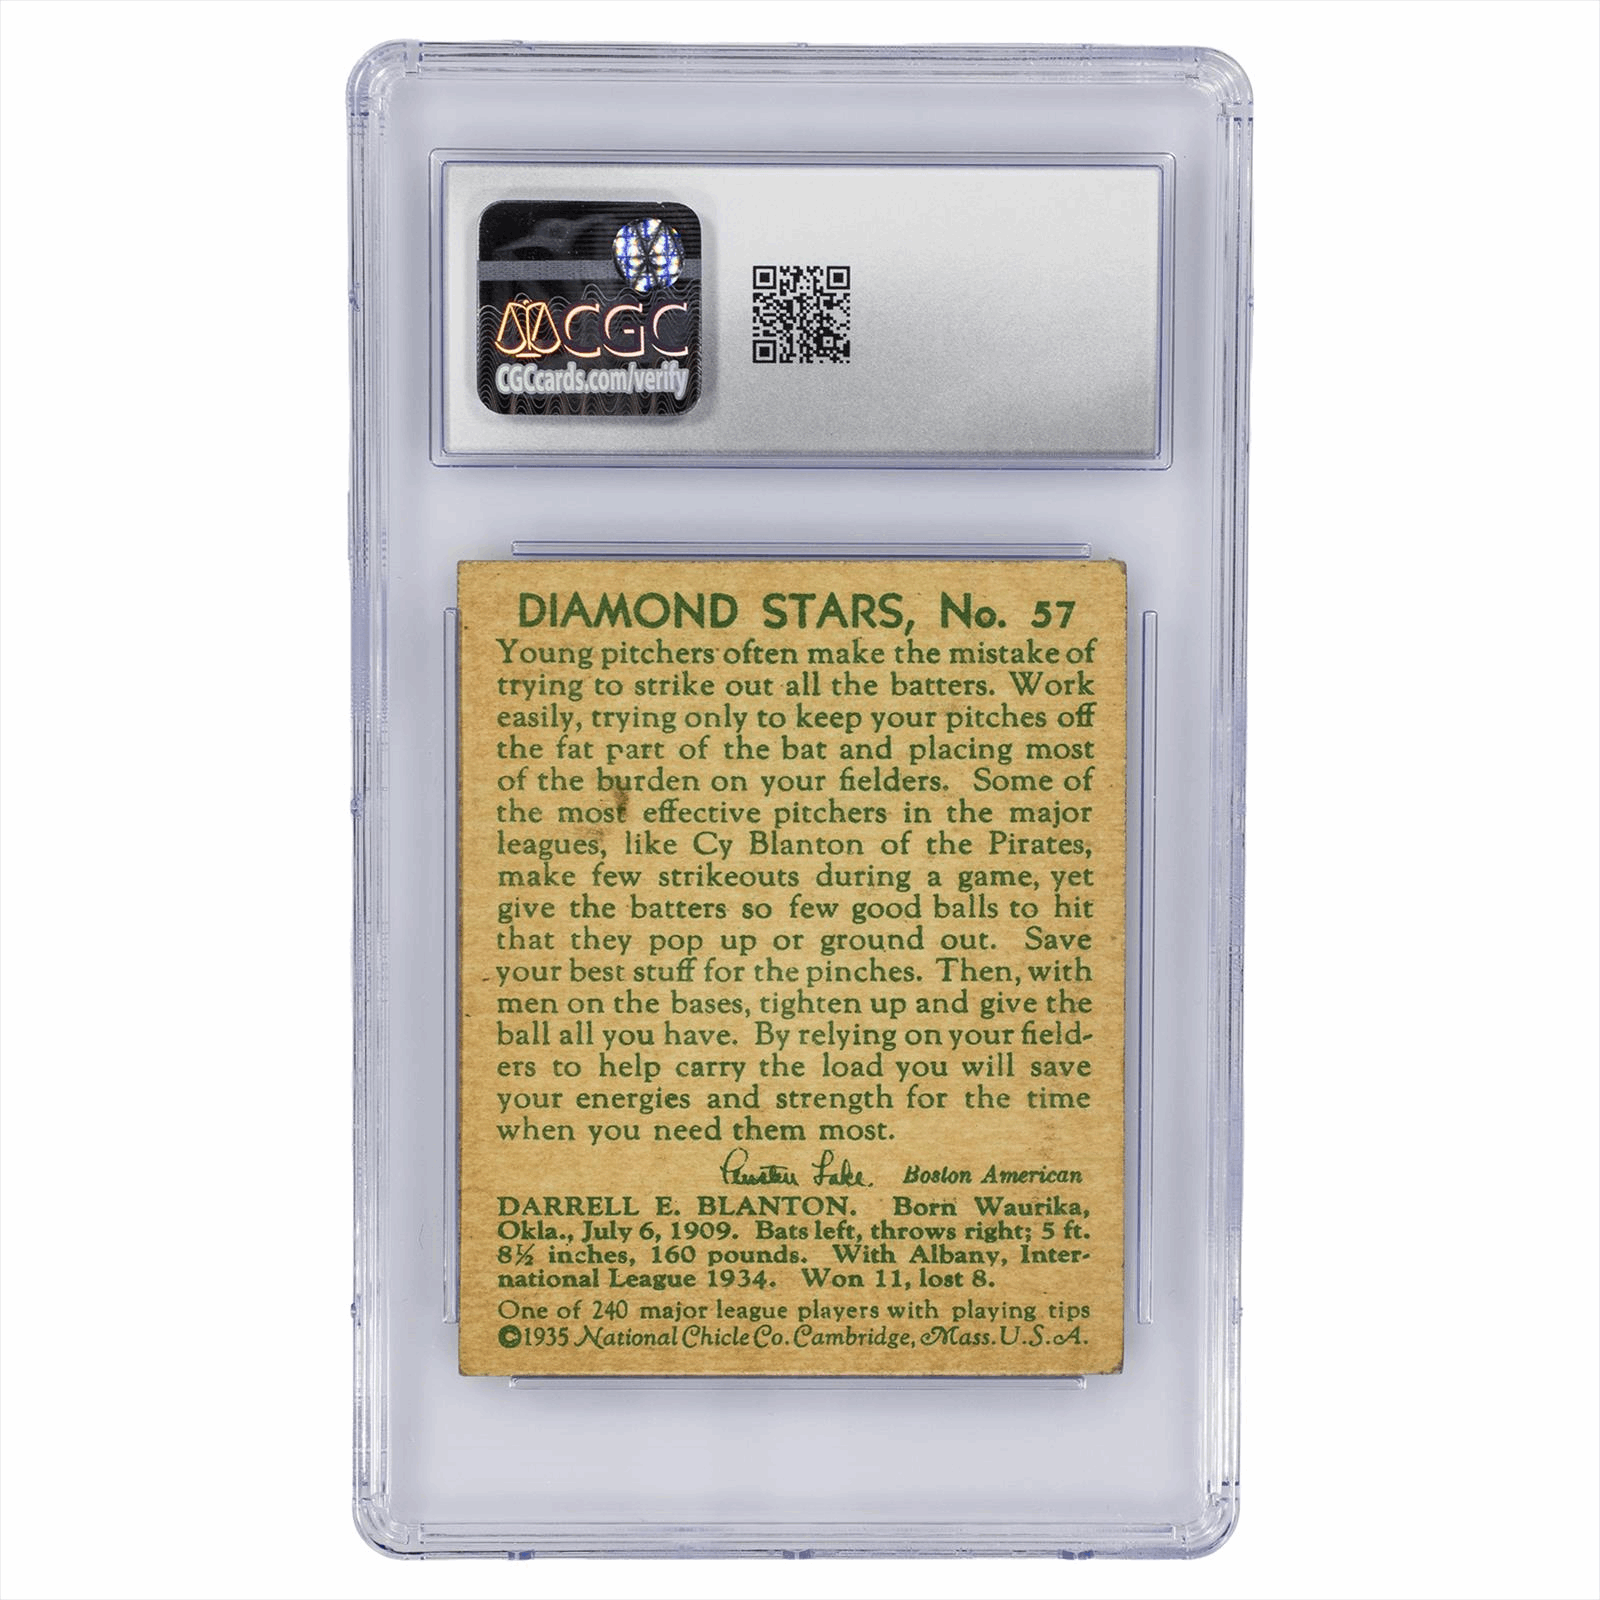 CGC
CGCcards.com/verify
DIAMOND STARS, No. 57
Young pitchers often make the mistake of
trying to strike out all the batters. Work
easily, trying only to keep your pitches off
the fat part of the bat and placing most
of the burden on your fielders. Some of
the most effective pitchers in the major
leagues, like Cy Blanton of the Pirates,
make few strikeouts during a game, yet
give the batters so few good balls to hit
that they pop up or ground out. Save
your best stuff for the pinches. Then, with
men on the bases, tighten up and give the
ball all you have. By relying on your field-
ers to help carry the load you will save
your energies and strength for the time
when you need them most.
Austen Lake. Boston American
DARRELL E. BLANTON. Born Waurika,
Okla., July 6, 1909. Bats left, throws right; 5 ft.
8½ inches, 160 pounds. With Albany, Inter-
national League 1934. Won 11, lost 8.
One of 240 major league players with playing tips
©1935 National Chicle Co. Cambridge, Mass. U.S.A.